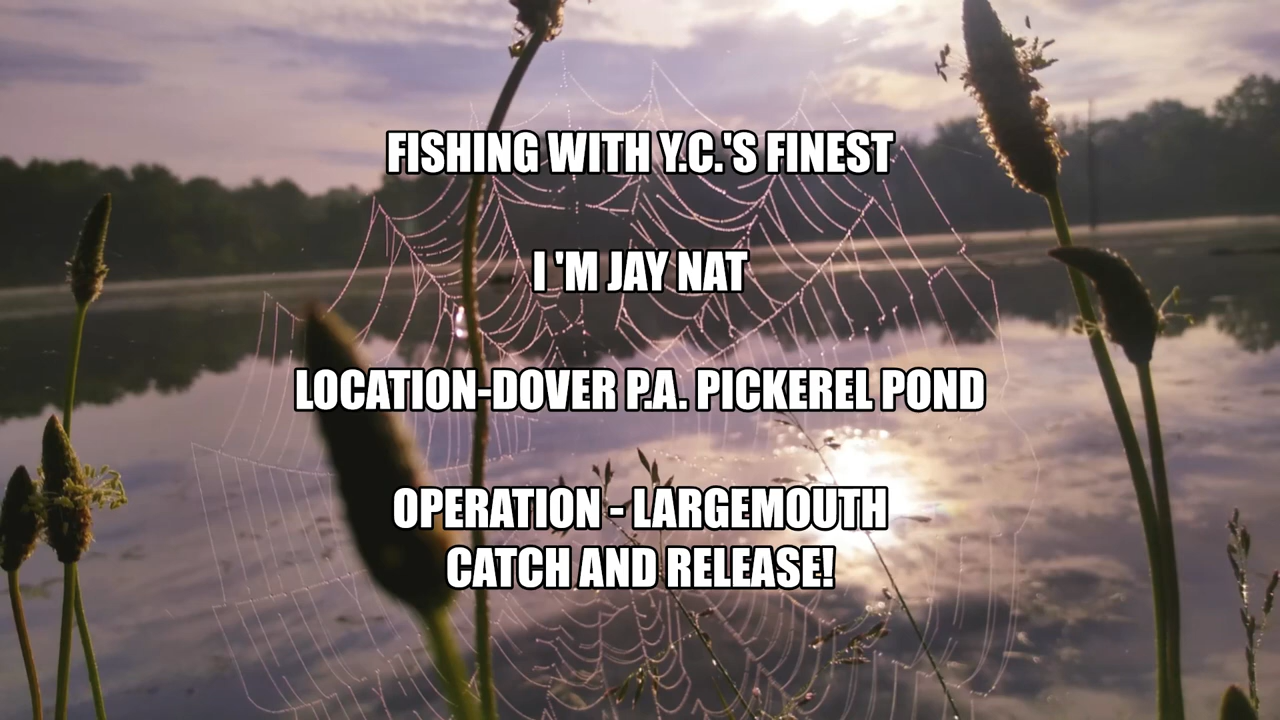 FISHING WITH Y.C.'S FINEST
I 'M JAY NAT
LOCATION-DOVER P.A. PICKEREL POND
OPERATION - LARGEMOUTH
CATCH AND RELEASE!